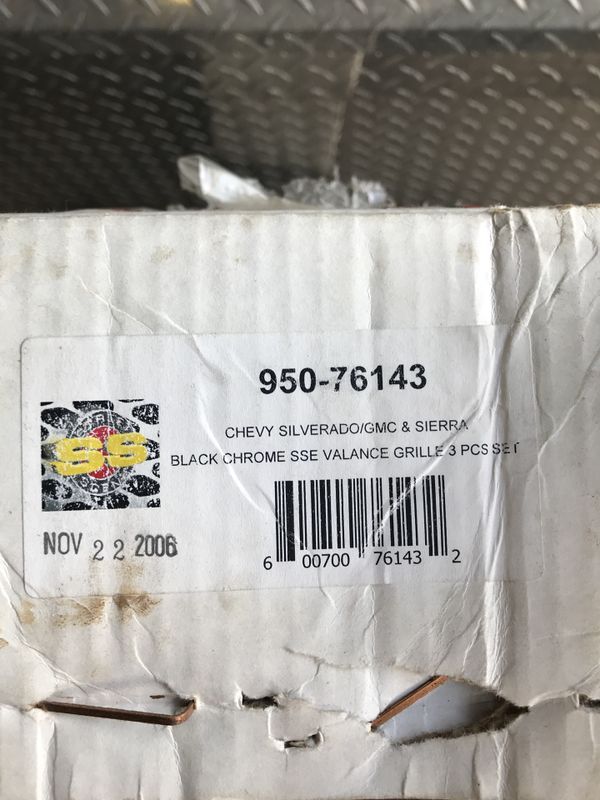 950-76143
CHEVY SILVERADO/GMC & SIERRA
BLACK CHROME SSE VALANCE GRILLE 3 PCS SET
SS
NOV 22 2006
6 00700 76143 2